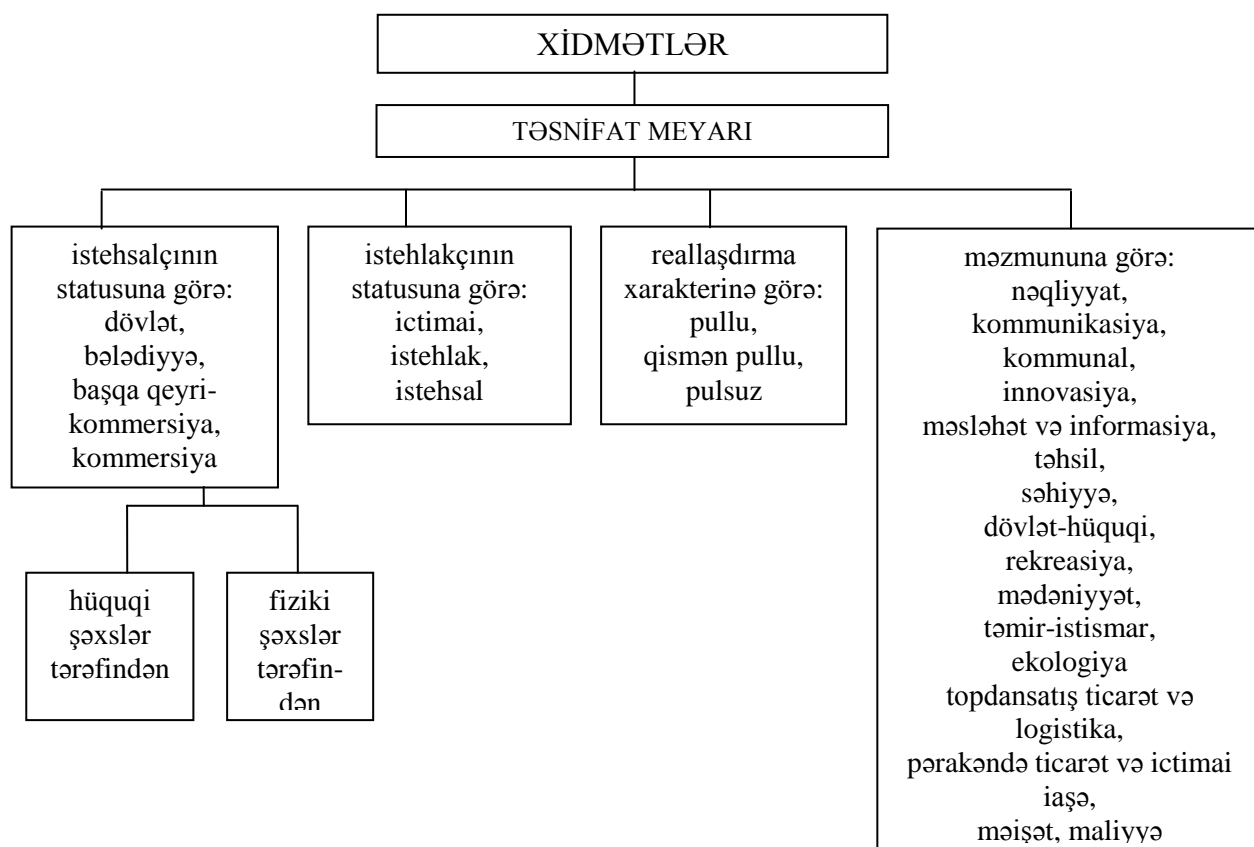 XİDMƏTLƏR
TƏSNİFAT MEYARI
istehsalçının
statusuna görə:
dövlət,
bələdiyyə,
başqa qeyri-
kommersiya,
kommersiya
istehlakçının
statusuna görə:
ictimai,
istehlak,
istehsal
reallaşdırma
xarakterinə görə:
pullu,
qismən pullu,
pulsuz
məzmununa görə:
nəqliyyat,
kommunikasiya,
kommunal,
innovasiya,
məsləhət və informasiya,
təhsil,
səhiyyə,
dövlət-hüquqi,
rekreasiya,
mədəniyyət,
təmir-istismar,
ekologiya
topdansatış ticarət və
logistika,
pərakəndə ticarət və ictimai
iaşə,
məişət, maliyyə
hüquqi
şəxslər
tərəfindən
fiziki
şəxslər
tərəfin-
dən